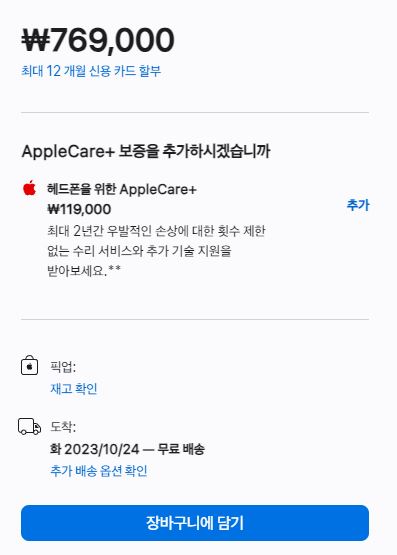 ₩769,000
최대 12 개월 신용 카드 할부
AppleCare+ 보증을 추가하시겠습니까
헤드폰을 위한 AppleCare+
₩119,000
추가
최대 2년간 우발적인 손상에 대한 횟수 제한
없는 수리 서비스와 추가 기술 지원을
받아보세요.**
픽업:
재고 확인
도착:
화 2023/10/24 — 무료 배송
추가 배송 옵션 확인
장바구니에 담기